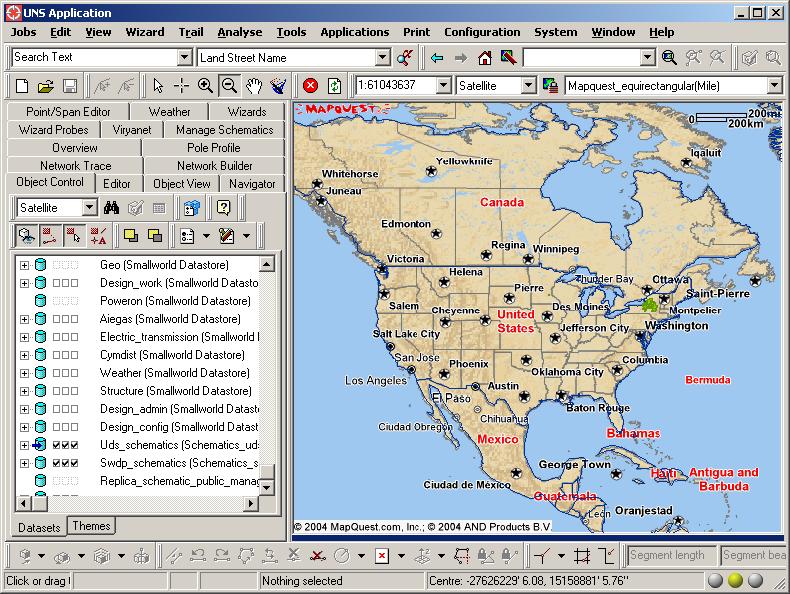 UNS Application
Jobs Edit View Wizard Trail Analyse Tools Applications Print Configuration System Window Help
Search Text Land Street Name
1:61043637 Satellite Mapquest_equirectangular(Mile)
Point/Span Editor Weather Wizards
Wizard Probes Viryanet Manage Schematics
Overview Pole Profile
Network Trace Network Builder
Object Control Editor Object View Navigator
Satellite
Geo (Smallworld Datastore)
Design_work (Smallworld Datasto
Poweron (Smallworld Datastore)
Aiegas (Smallworld Datastore)
Electric_transmission (Smallworld I
Cymdist (Smallworld Datastore)
Weather (Smallworld Datastore)
Structure (Smallworld Datastore)
Design_admin (Smallworld Datast
Design_config (Smallworld Datast
Uds_schematics (Schematics_uds
Swdp_schematics (Schematics_s
Replica_schematic_public_manag
Datasets Themes
MAPQUEST
0 200mi
200km
Iqaluit
Yellowknife
Whitehorse
Juneau
Canada
Edmonton
Regina Winnipeg
Victoria
Thunder Bay
Helena
Ottawa
Pierre
Saint-Pierre
Salem
Cheyenne
Des Moines
Montpelier
United
States
Salt Lake City
Jefferson City
Washington
San Jose
Phoenix
Columbia
Los Angeles
Oklahoma City
Bermuda
Austin
El Paso
Baton Rouge
Chihuahua
Ciudad Obregon
Mexico
Bahamas
George Town
Haiti
Antigua and
Barbuda
Ciudad de México
Guatemala
León
Oranjestad
© 2004 MapQuest.com, Inc.; © 2004 AND Products B.V.
Segment length Segment bea
Click or drag Nothing selected Centre: -27626229' 6.08, 15158881' 5.76"